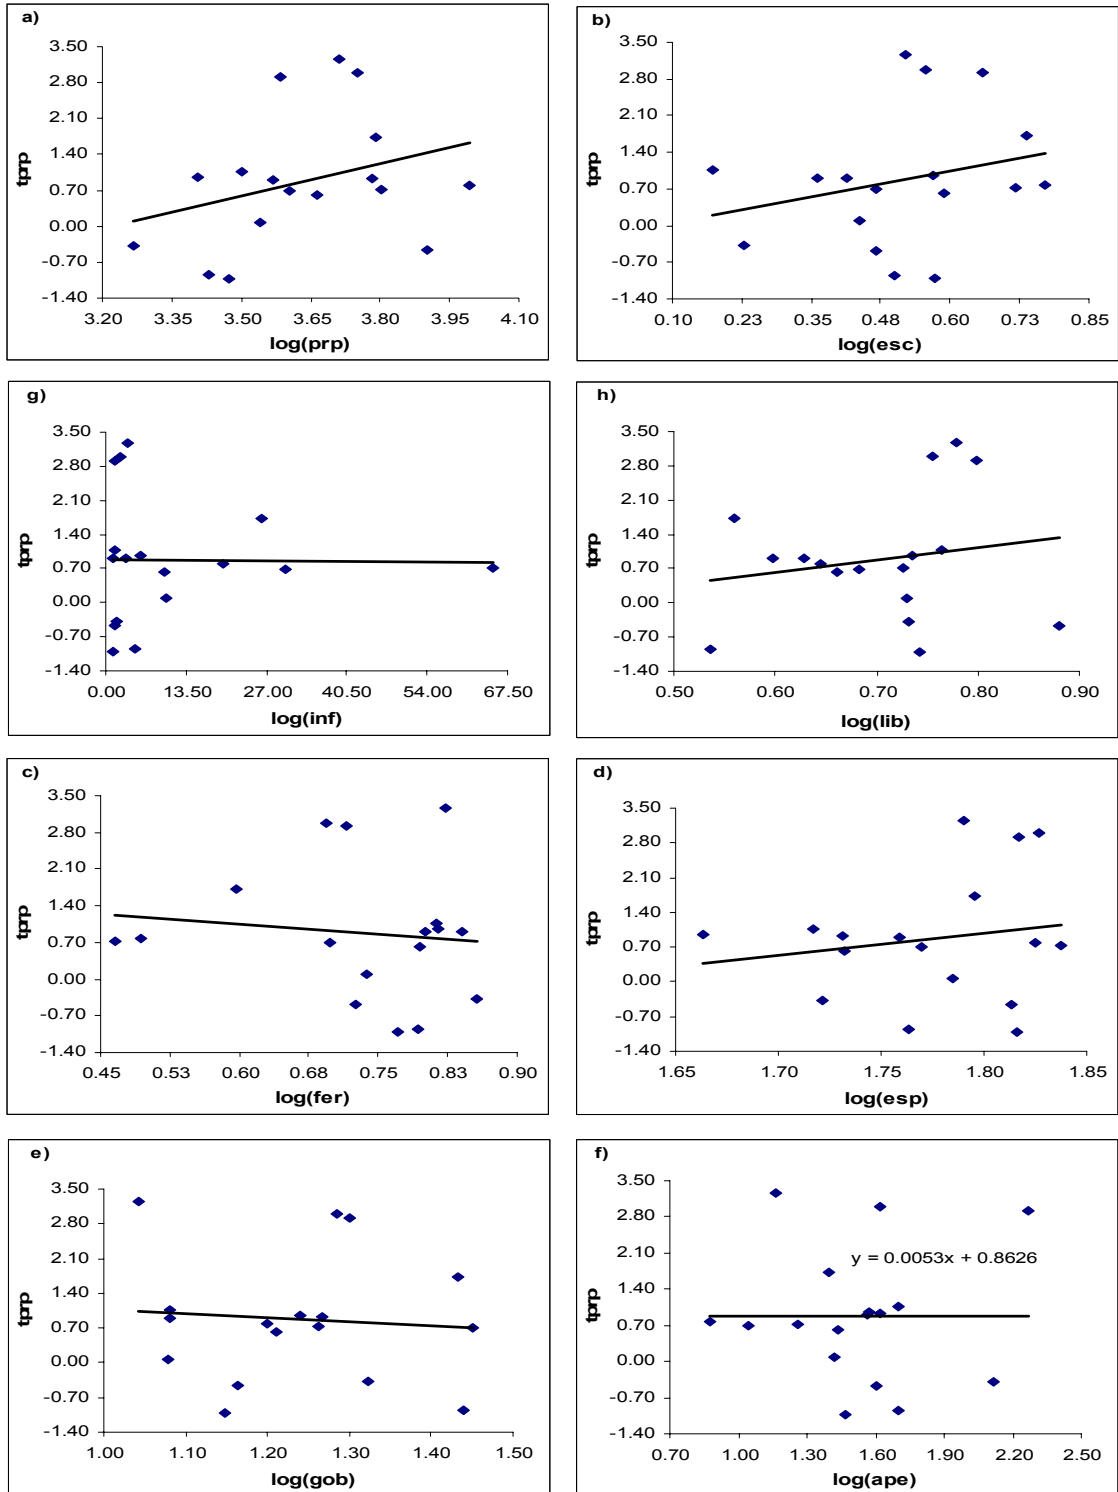 a)
3.50
2.80
2.10
1.40
0.70
0.00
-0.70
-1.40
tprp
3.20 3.35 3.50 3.65 3.80 3.95 4.10
log(prp)
b)
3.50
2.80
2.10
1.40
0.70
0.00
-0.70
-1.40
tprp
0.10 0.23 0.35 0.48 0.60 0.73 0.85
log(esc)
g)
3.50
2.80
2.10
1.40
0.70
0.00
-0.70
-1.40
tprp
0.00 13.50 27.00 40.50 54.00 67.50
log(inf)
h)
3.50
2.80
2.10
1.40
0.70
0.00
-0.70
-1.40
tprp
0.50 0.60 0.70 0.80 0.90
log(lib)
c)
3.50
2.80
2.10
1.40
0.70
0.00
-0.70
-1.40
tprp
0.45 0.53 0.60 0.68 0.75 0.83 0.90
log(fer)
d)
3.50
2.80
2.10
1.40
0.70
0.00
-0.70
-1.40
tprp
1.65 1.70 1.75 1.80 1.85
log(esp)
e)
3.50
2.80
2.10
1.40
0.70
0.00
-0.70
-1.40
tprp
1.00 1.10 1.20 1.30 1.40 1.50
log(gob)
f)
3.50
2.80
2.10
1.40
0.70
0.00
-0.70
-1.40
tprp
y = 0.0053x + 0.8626
0.70 1.00 1.30 1.60 1.90 2.20 2.50
log(ape)